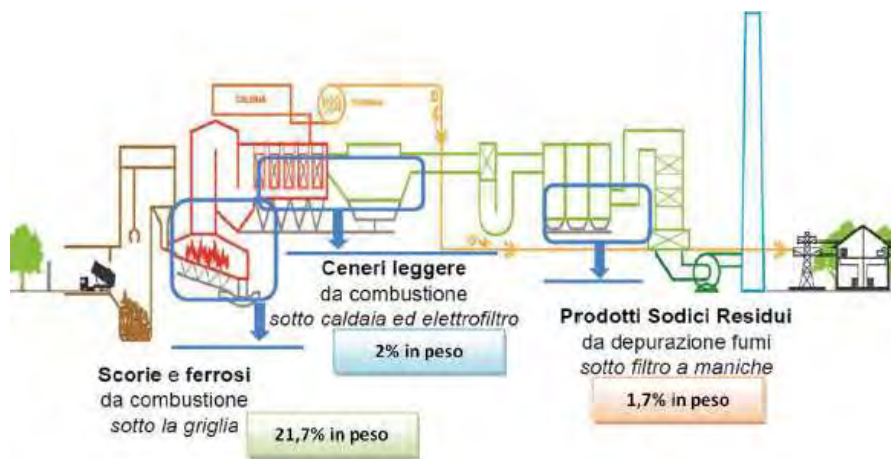 CALDAIA
TURBINA
Ceneri leggere
da combustione
sotto caldaia ed elettrofiltro
2% in peso
Prodotti Sodici Residui
da depurazione fumi
sotto filtro a maniche
1,7% in peso
Scorie e ferrosi
da combustione
sotto la griglia
21,7% in peso